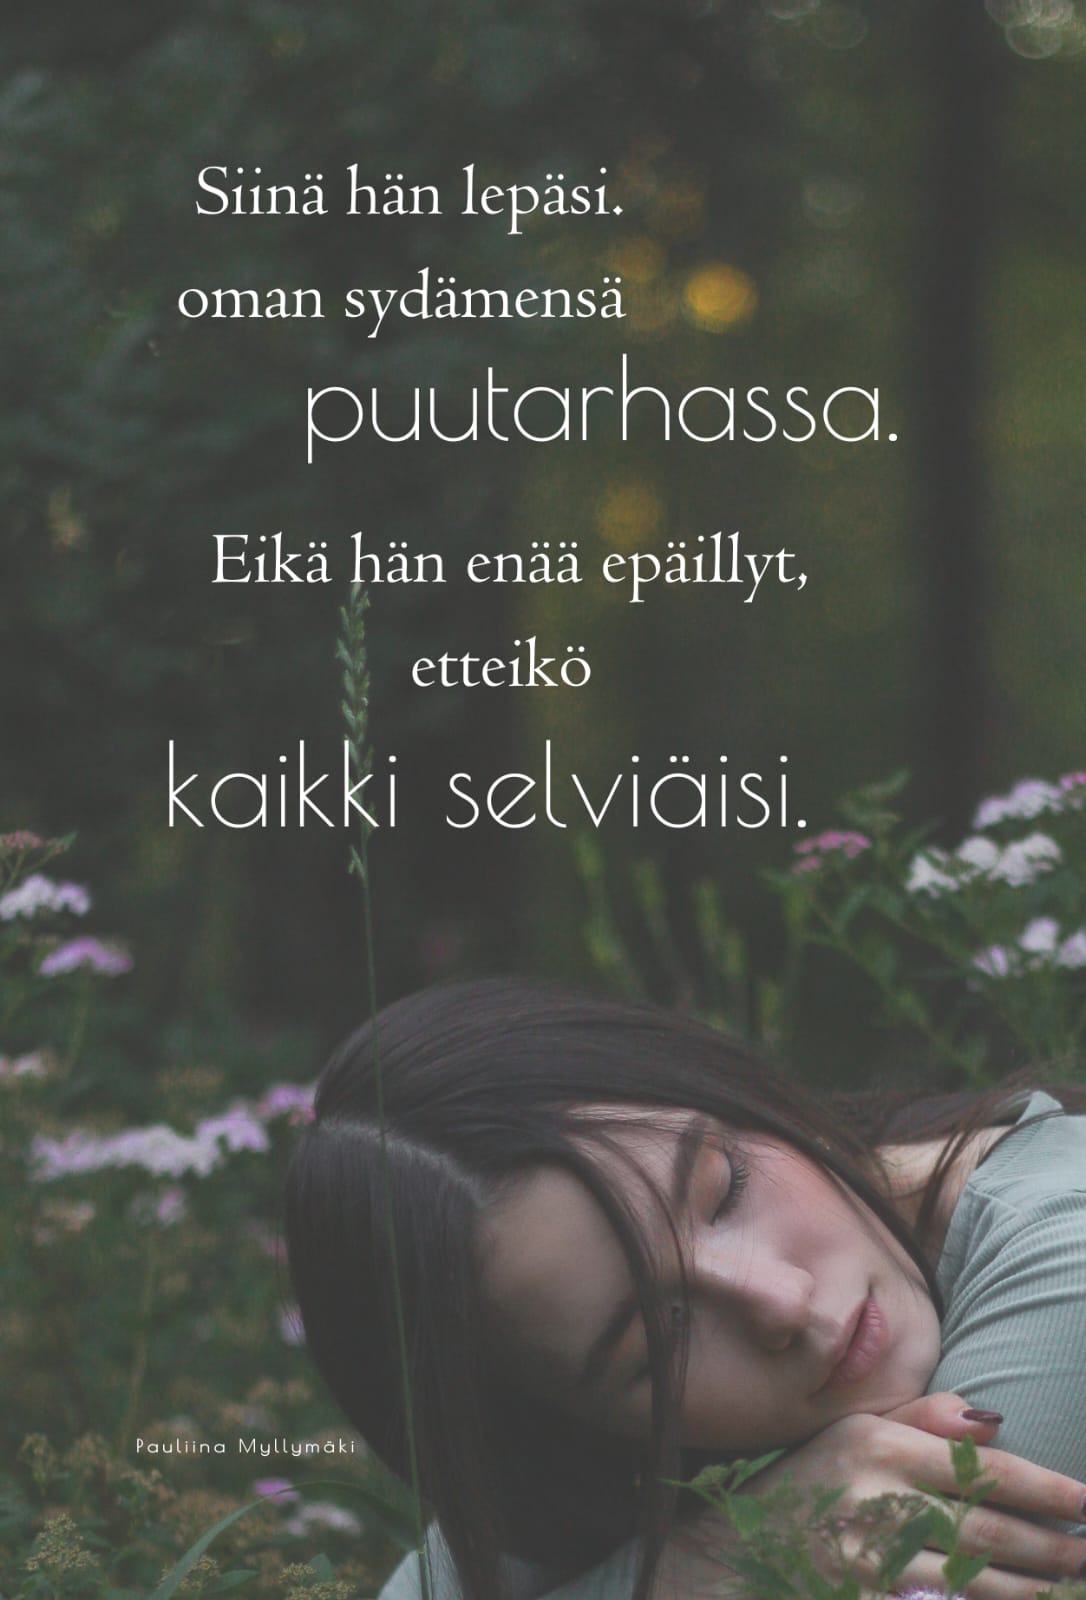 Siinä hän lepäsi.
oman sydämensä
puutarhassa.
Eikä hän enää epäillyt,
etteikö
kaikki selviäisi.
Pauliina Myllymäki